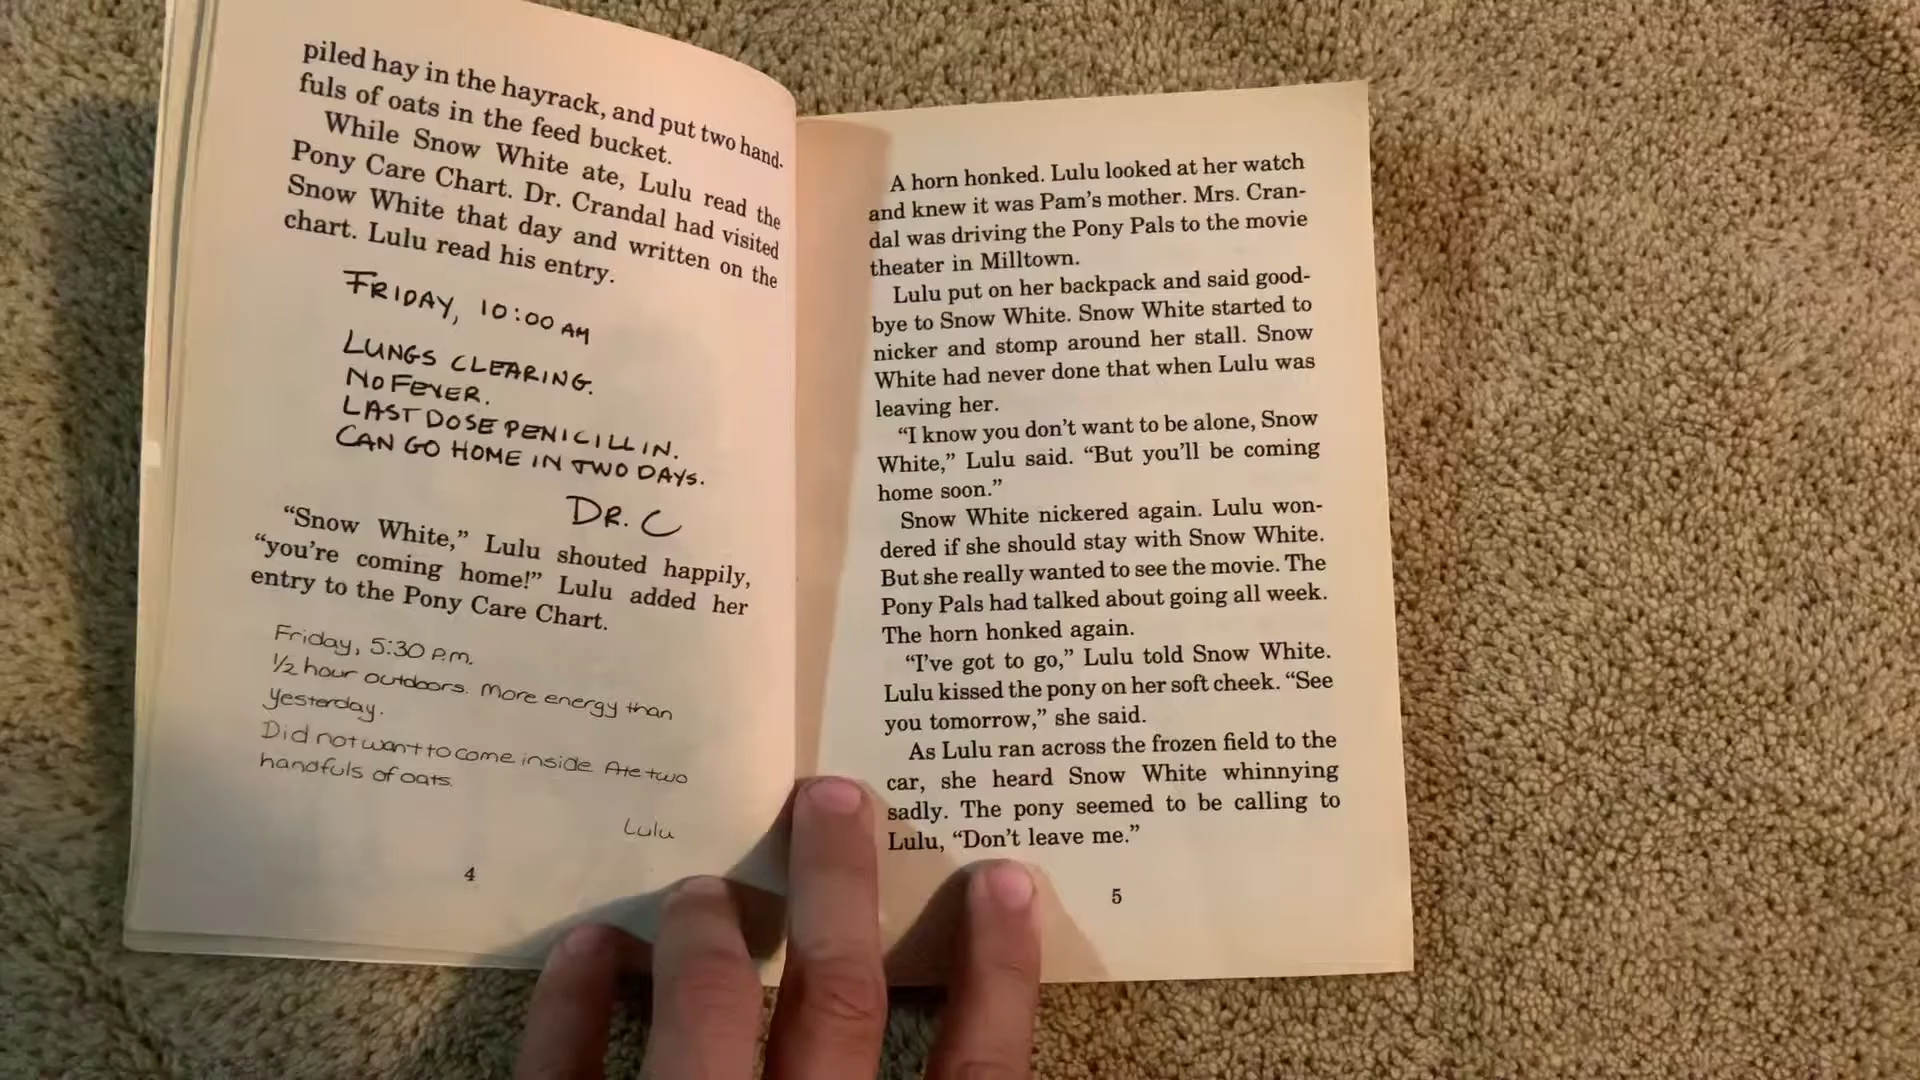 piled hay in the hayrack, and put two hand-
fuls of oats in the feed bucket.
While Snow White ate, Lulu read the
Pony Care Chart. Dr. Crandal had visited
Snow White that day and written on the
chart. Lulu read his entry.
FRIDAY, 10:00 AM
LUNGS CLEARING.
NO FEVER.
LAST DOSE PENICILLIN.
CAN GO HOME IN TWO DAYS.
DR. C
“Snow White,” Lulu shouted happily,
“you’re coming home!” Lulu added her
entry to the Pony Care Chart.
Friday, 5:30 P.m.
1/2 hour outdoors. More energy than
yesterday.
Did not want to come inside Ate two
handfuls of oats.
Lulu
4
A horn honked. Lulu looked at her watch
and knew it was Pam’s mother. Mrs. Cran-
dal was driving the Pony Pals to the movie
theater in Milltown.
Lulu put on her backpack and said good-
bye to Snow White. Snow White started to
nicker and stomp around her stall. Snow
White had never done that when Lulu was
leaving her.
“I know you don’t want to be alone, Snow
White,” Lulu said. “But you’ll be coming
home soon.”
Snow White nickered again. Lulu won-
dered if she should stay with Snow White.
But she really wanted to see the movie. The
Pony Pals had talked about going all week.
The horn honked again.
“I’ve got to go,” Lulu told Snow White.
Lulu kissed the pony on her soft cheek. “See
you tomorrow,” she said.
As Lulu ran across the frozen field to the
car, she heard Snow White whinnying
sadly. The pony seemed to be calling to
Lulu, “Don’t leave me.”
5